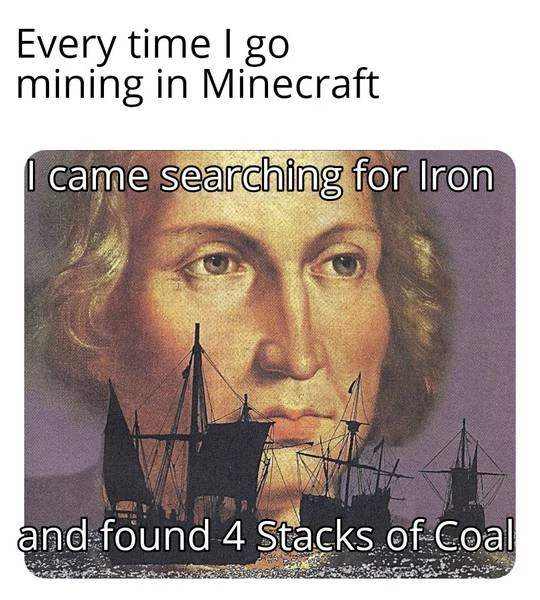 Every time I go
mining in Minecraft
I came searching for Iron
and found 4 Stacks of Coal